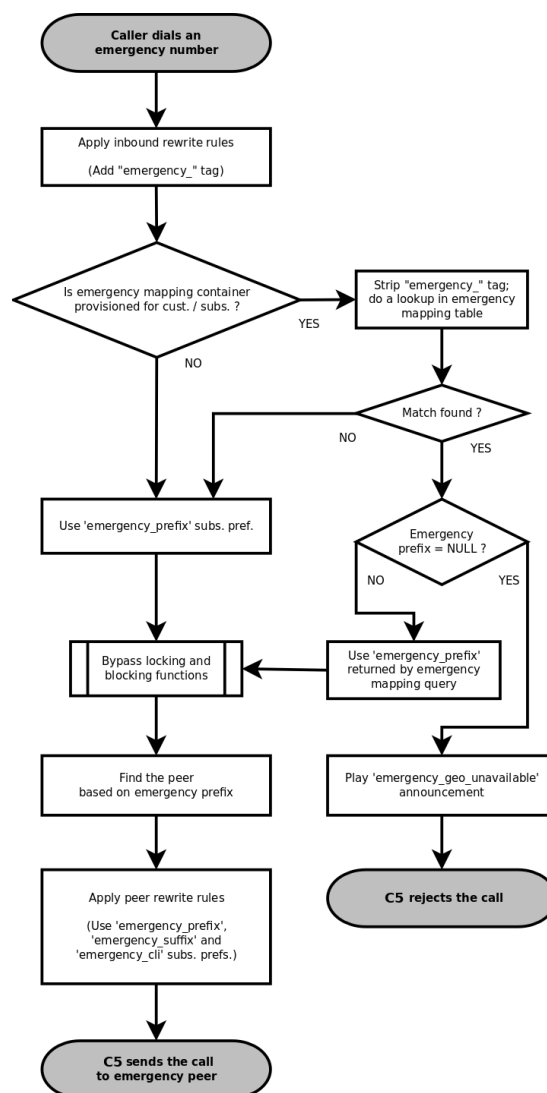 Caller dials an
emergency number
Apply inbound rewrite rules
(Add "emergency_" tag)
Is emergency mapping container
provisioned for cust. / subs. ?
YES
NO
Strip "emergency_" tag;
do a lookup in emergency
mapping table
Match found ?
NO
YES
Use 'emergency_prefix' subs. pref.
Emergency
prefix = NULL ?
NO
YES
Bypass locking and
blocking functions
Use 'emergency_prefix'
returned by emergency
mapping query
Find the peer
based on emergency prefix
Play 'emergency_geo_unavailable'
announcement
Apply peer rewrite rules
(Use 'emergency_prefix',
'emergency_suffix' and
'emergency_cli' subs. prefs.)
C5 rejects the call
C5 sends the call
to emergency peer